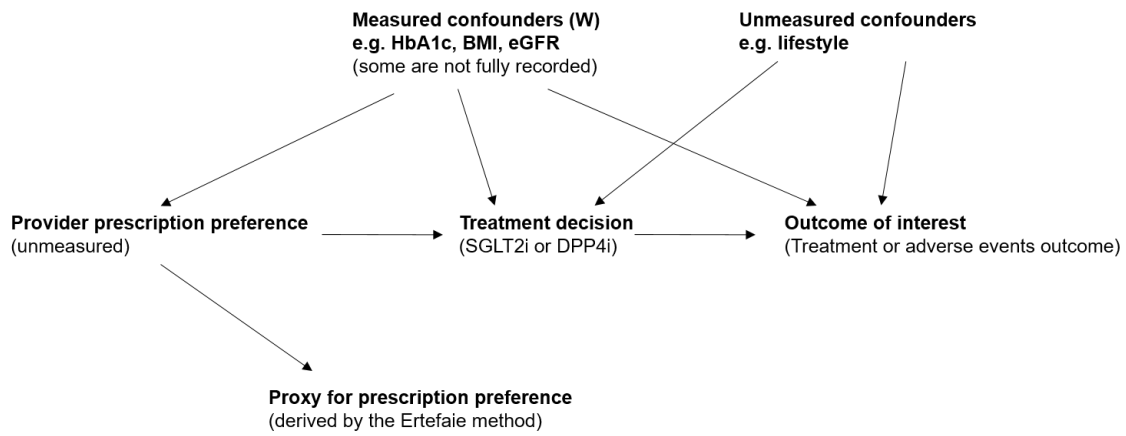 Measured confounders (W)
e.g. HbA1c, BMI, eGFR
(some are not fully recorded)
Unmeasured confounders
e.g. lifestyle
Provider prescription preference
(unmeasured)
Treatment decision
(SGLT2i or DPP4i)
Outcome of interest
(Treatment or adverse events outcome)
Proxy for prescription preference
(derived by the Ertefaie method)